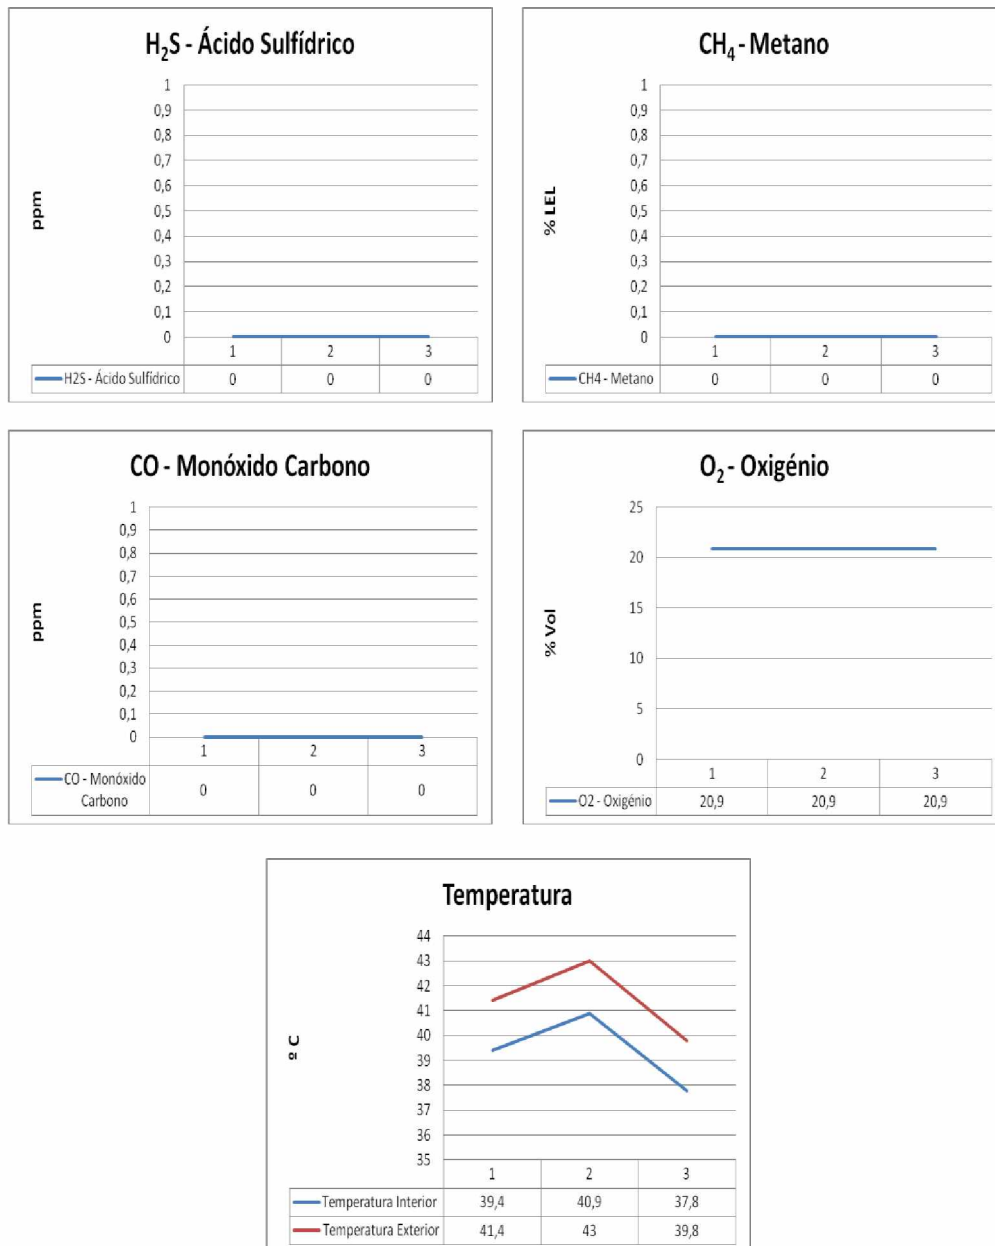 H₂S - Ácido Sulfídrico
1
0,9
0,8
0,7
0,6
0,5
0,4
0,3
0,2
0,1
0
ppm
1 2 3
H2S - Ácido Sulfídrico 0 0 0
CH₄ - Metano
1
0,9
0,8
0,7
0,6
0,5
0,4
0,3
0,2
0,1
0
% LEL
1 2 3
CH4 - Metano 0 0 0
CO - Monóxido Carbono
1
0,9
0,8
0,7
0,6
0,5
0,4
0,3
0,2
0,1
0
ppm
1 2 3
CO - Monóxido
Carbono 0 0 0
O₂ - Oxigénio
25
20
15
10
5
0
% Vol
1 2 3
O2 - Oxigénio 20,9 20,9 20,9
Temperatura
44
43
42
41
40
39
38
37
36
35
º C
1 2 3
Temperatura Interior 39,4 40,9 37,8
Temperatura Exterior 41,4 43 39,8